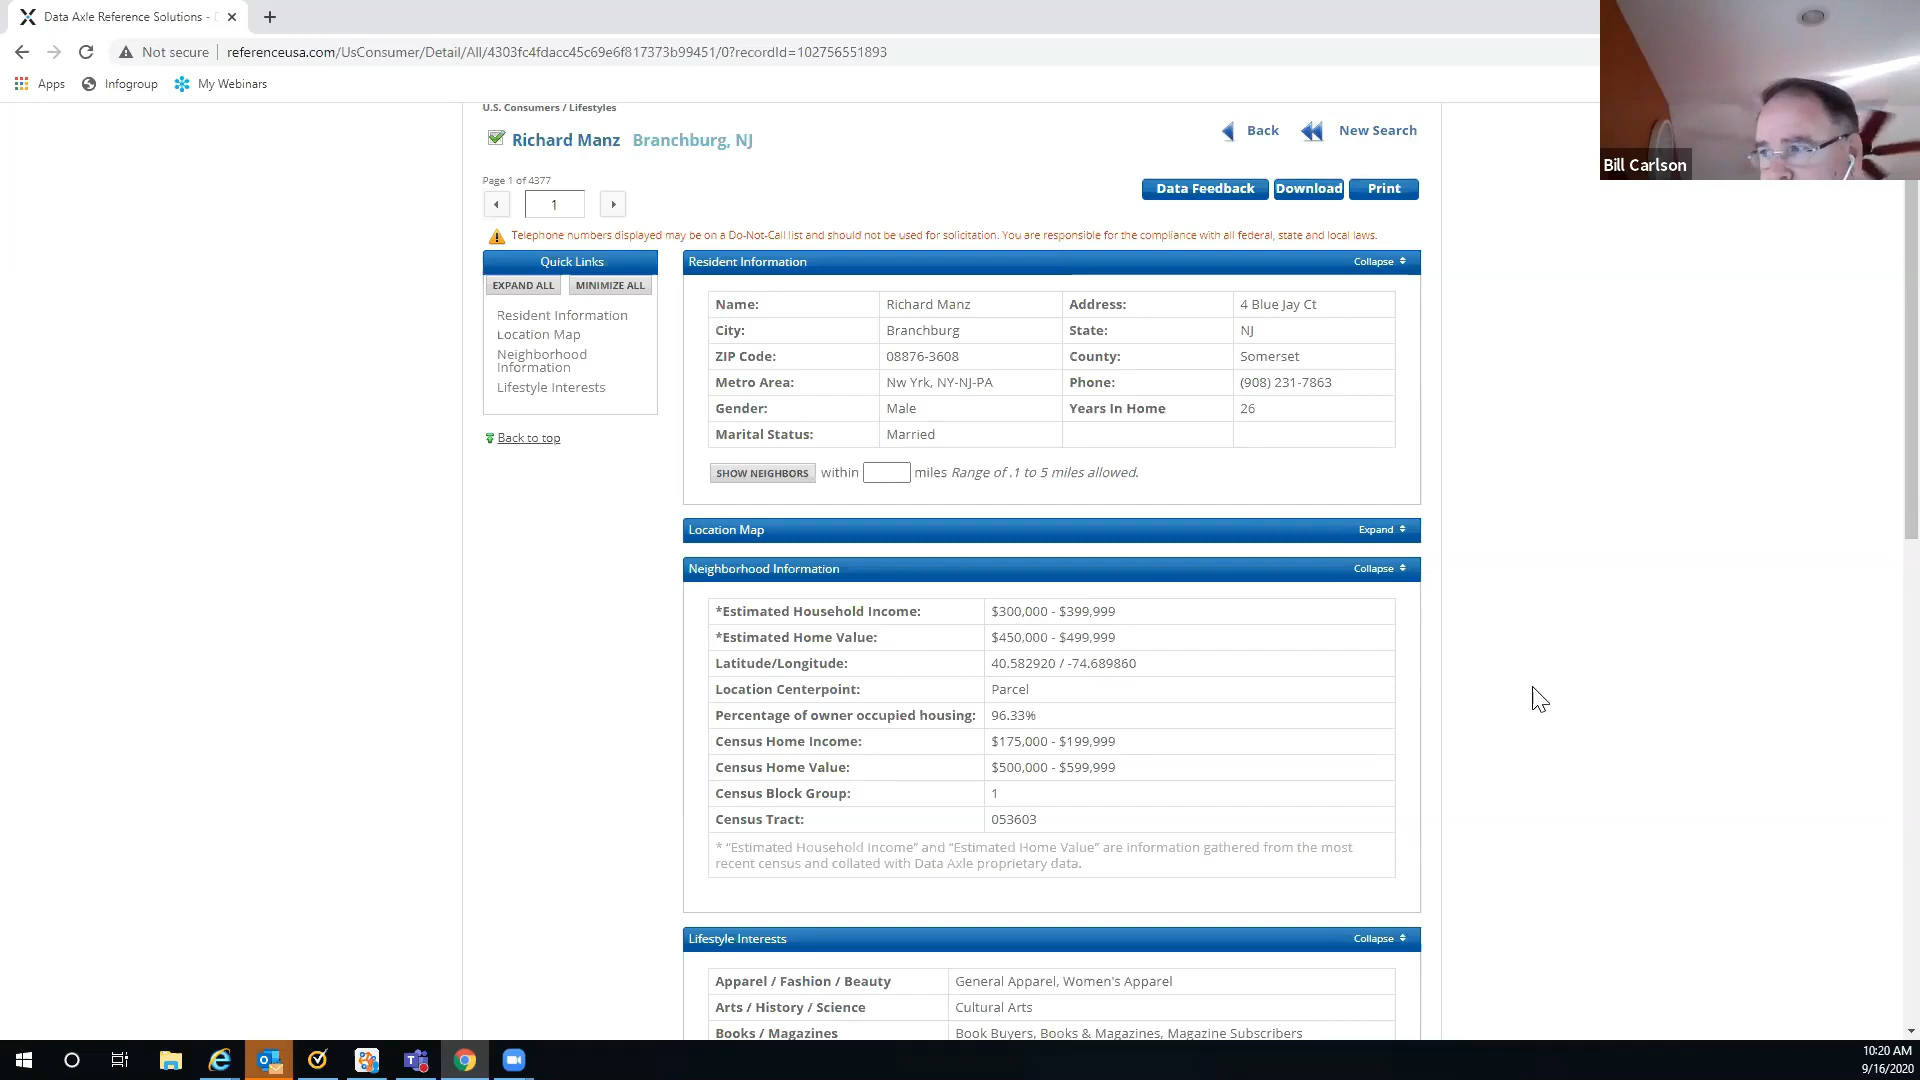 Data Axle Reference Solutions -
Not secure referenceusa.com/UsConsumer/Detail/All/4303fc4fdacc45c69e6f817373b99451/0?recordId=102756551893
Apps Infogroup My Webinars
Bill Carlson
U.S. Consumers / Lifestyles
Richard Manz Branchburg, NJ
Back New Search
Page 1 of 4377
1
Data Feedback Download Print
Telephone numbers displayed may be on a Do-Not-Call list and should not be used for solicitation. You are responsible for the compliance with all federal, state and local laws.
Quick Links
EXPAND ALL MINIMIZE ALL
Resident Information
Location Map
Neighborhood
Information
Lifestyle Interests
Back to top
Resident Information Collapse
Name: Richard Manz Address: 4 Blue Jay Ct
City: Branchburg State: NJ
ZIP Code: 08876-3608 County: Somerset
Metro Area: Nw Yrk, NY-NJ-PA Phone: (908) 231-7863
Gender: Male Years In Home 26
Marital Status: Married
SHOW NEIGHBORS within miles Range of .1 to 5 miles allowed.
Location Map Expand
Neighborhood Information Collapse
*Estimated Household Income: $300,000 - $399,999
*Estimated Home Value: $450,000 - $499,999
Latitude/Longitude: 40.582920 / -74.689860
Location Centerpoint: Parcel
Percentage of owner occupied housing: 96.33%
Census Home Income: $175,000 - $199,999
Census Home Value: $500,000 - $599,999
Census Block Group: 1
Census Tract: 053603
* “Estimated Household Income” and “Estimated Home Value” are information gathered from the most
recent census and collated with Data Axle proprietary data.
Lifestyle Interests Collapse
Apparel / Fashion / Beauty General Apparel, Women's Apparel
Arts / History / Science Cultural Arts
Books / Magazines Book Buyers, Books & Magazines, Magazine Subscribers
10:20 AM
9/16/2020